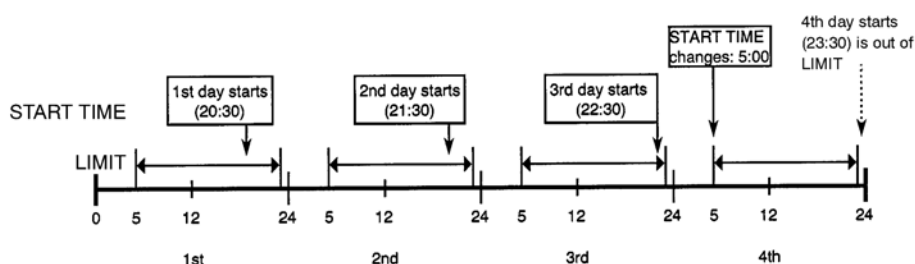 4th day starts
(23:30) is out of
LIMIT
START TIME
changes: 5:00
1st day starts
(20:30)
2nd day starts
(21:30)
3rd day starts
(22:30)
START TIME
LIMIT
0 5 12 24 5 12 24 5 12 24 5 12 24
1st 2nd 3rd 4th